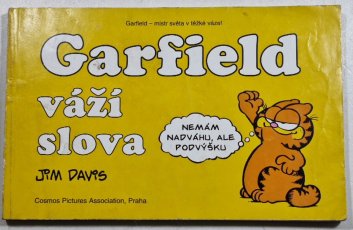 Garfield – mistr světa v těžké váze!
Garfield
váží
slova
NEMÁM
NADVÁHU, ALE
PODVÝŠKU
JIM DAVIS
Cosmos Pictures Association, Praha